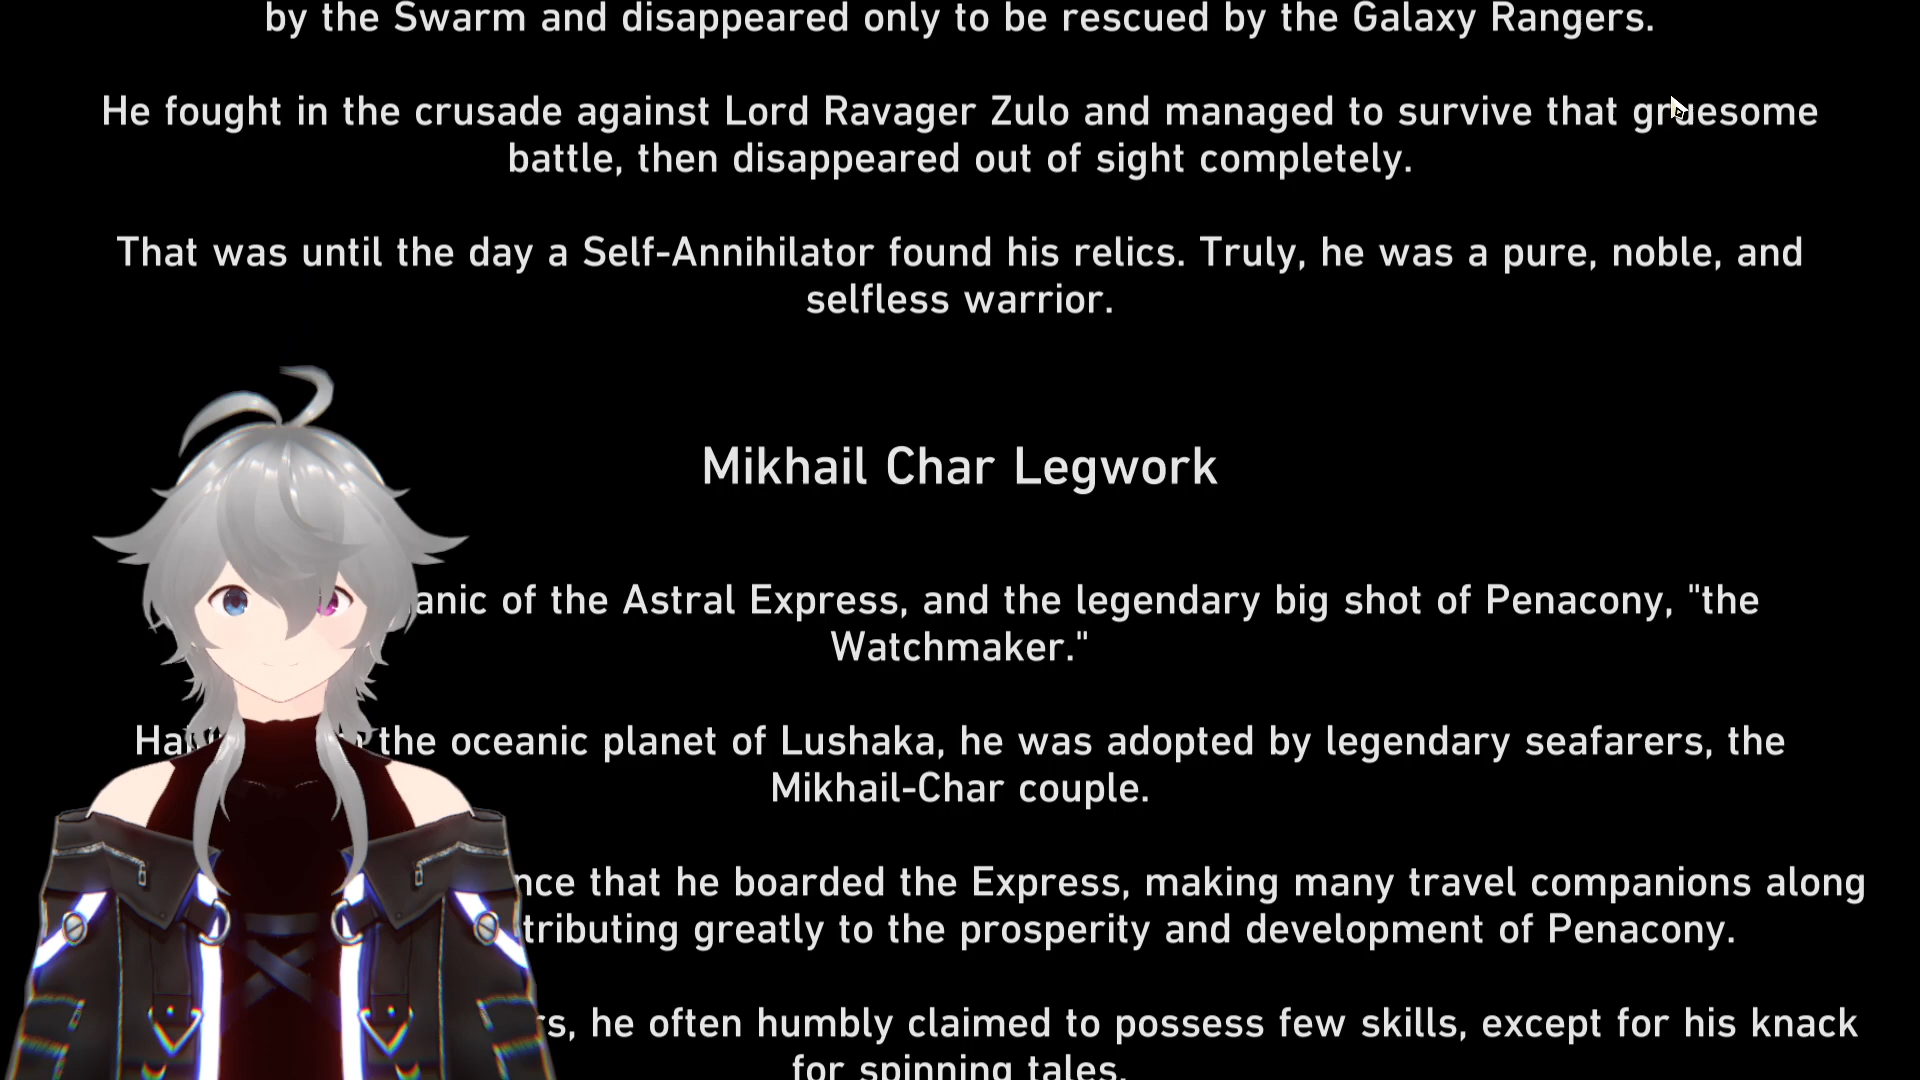 by the Swarm and disappeared only to be rescued by the Galaxy Rangers.
He fought in the crusade against Lord Ravager Zulo and managed to survive that gruesome
battle, then disappeared out of sight completely.
That was until the day a Self-Annihilator found his relics. Truly, he was a pure, noble, and
selfless warrior.
Mikhail Char Legwork
of the Astral Express, and the legendary big shot of Penacony, "the
Watchmaker."
the oceanic planet of Lushaka, he was adopted by legendary seafarers, the
Mikhail-Char couple.
that he boarded the Express, making many travel companions along
greatly to the prosperity and development of Penacony.
he often humbly claimed to possess few skills, except for his knack
for spinning tales.